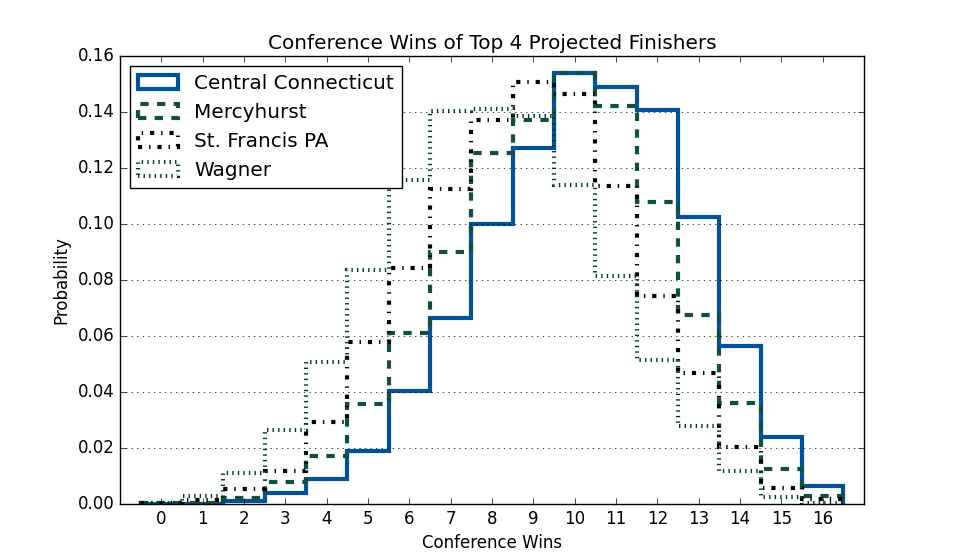 Conference Wins of Top 4 Projected Finishers
0.16
0.14
0.12
0.10
0.08
0.06
0.04
0.02
0.00
Probability
Central Connecticut
Mercyhurst
St. Francis PA
Wagner
0 1 2 3 4 5 6 7 8 9 10 11 12 13 14 15 16
Conference Wins